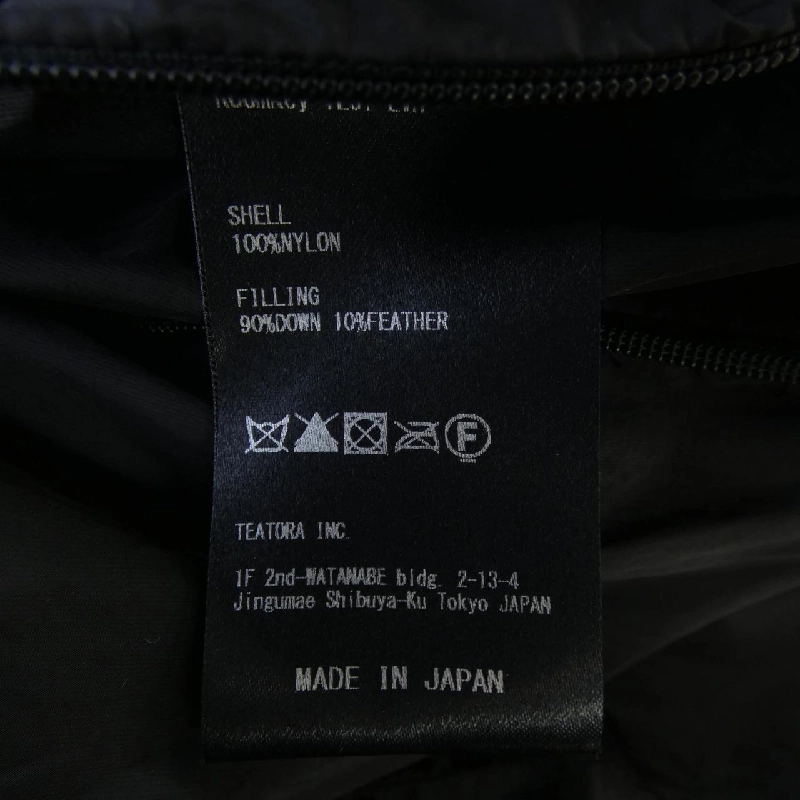 SHELL
100%NYLON
FILLING
90%DOWN 10%FEATHER
F
TEATORA INC.
1F 2nd-WATANABE bldg. 2-13-4
Jingumae Shibuya-Ku Tokyo JAPAN
MADE IN JAPAN